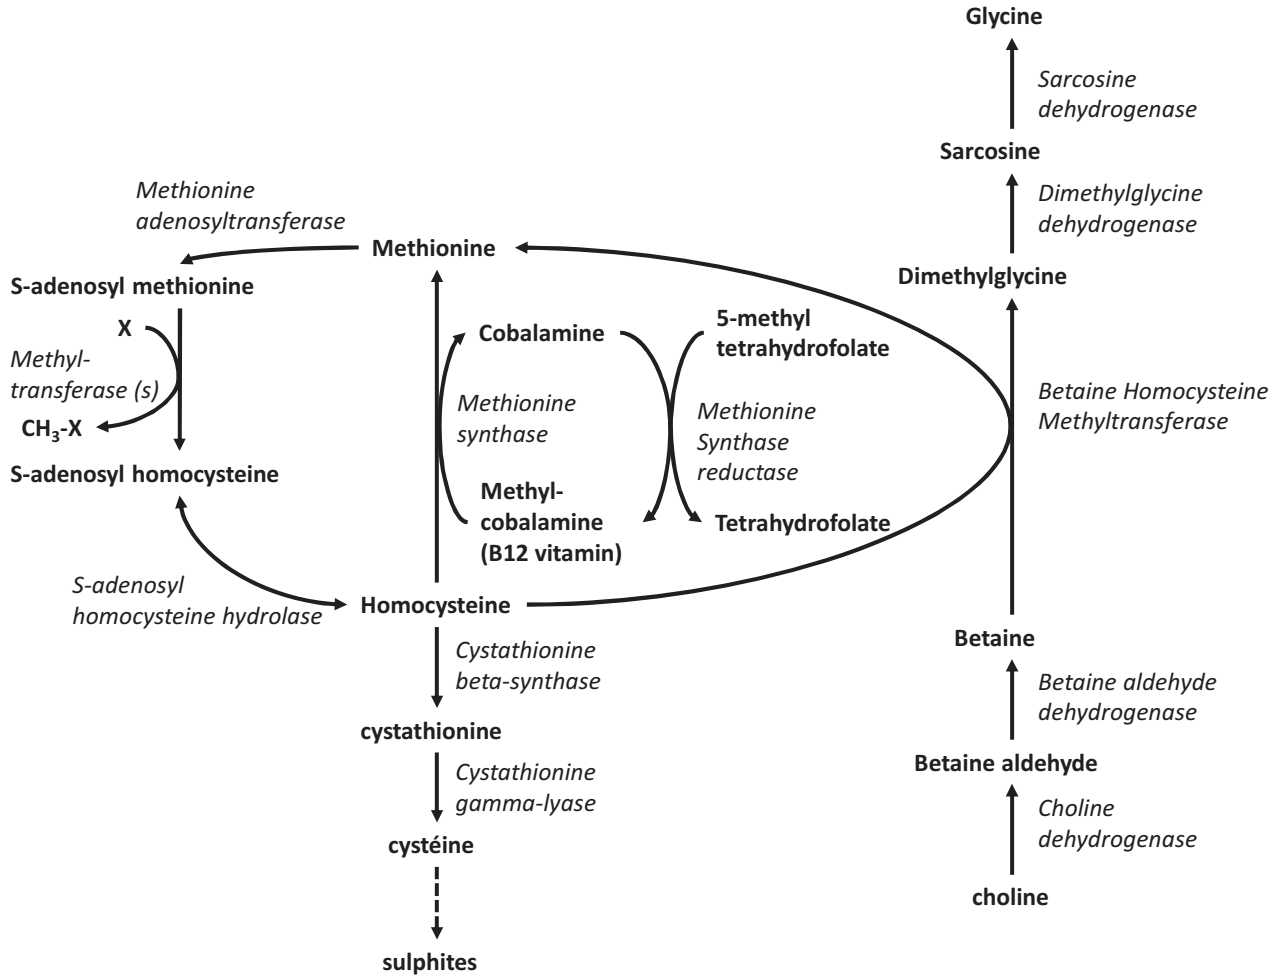 Glycine
Sarcosine
dehydrogenase
Sarcosine
Dimethylglycine
dehydrogenase
Dimethylglycine
Betaine Homocysteine
Methyltransferase
Betaine
Betaine aldehyde
dehydrogenase
Betaine aldehyde
Choline
dehydrogenase
choline
Methionine
adenosyltransferase
Methionine
S-adenosyl methionine
X
Methyl-
transferase (s)
CH₃-X
S-adenosyl homocysteine
S-adenosyl
homocysteine hydrolase
Cobalamine
Methionine
synthase
Methyl-
cobalamine
(B12 vitamin)
5-methyl
tetrahydrofolate
Methionine
Synthase
reductase
Tetrahydrofolate
Homocysteine
Cystathionine
beta-synthase
cystathionine
Cystathionine
gamma-lyase
cystéine
sulphites